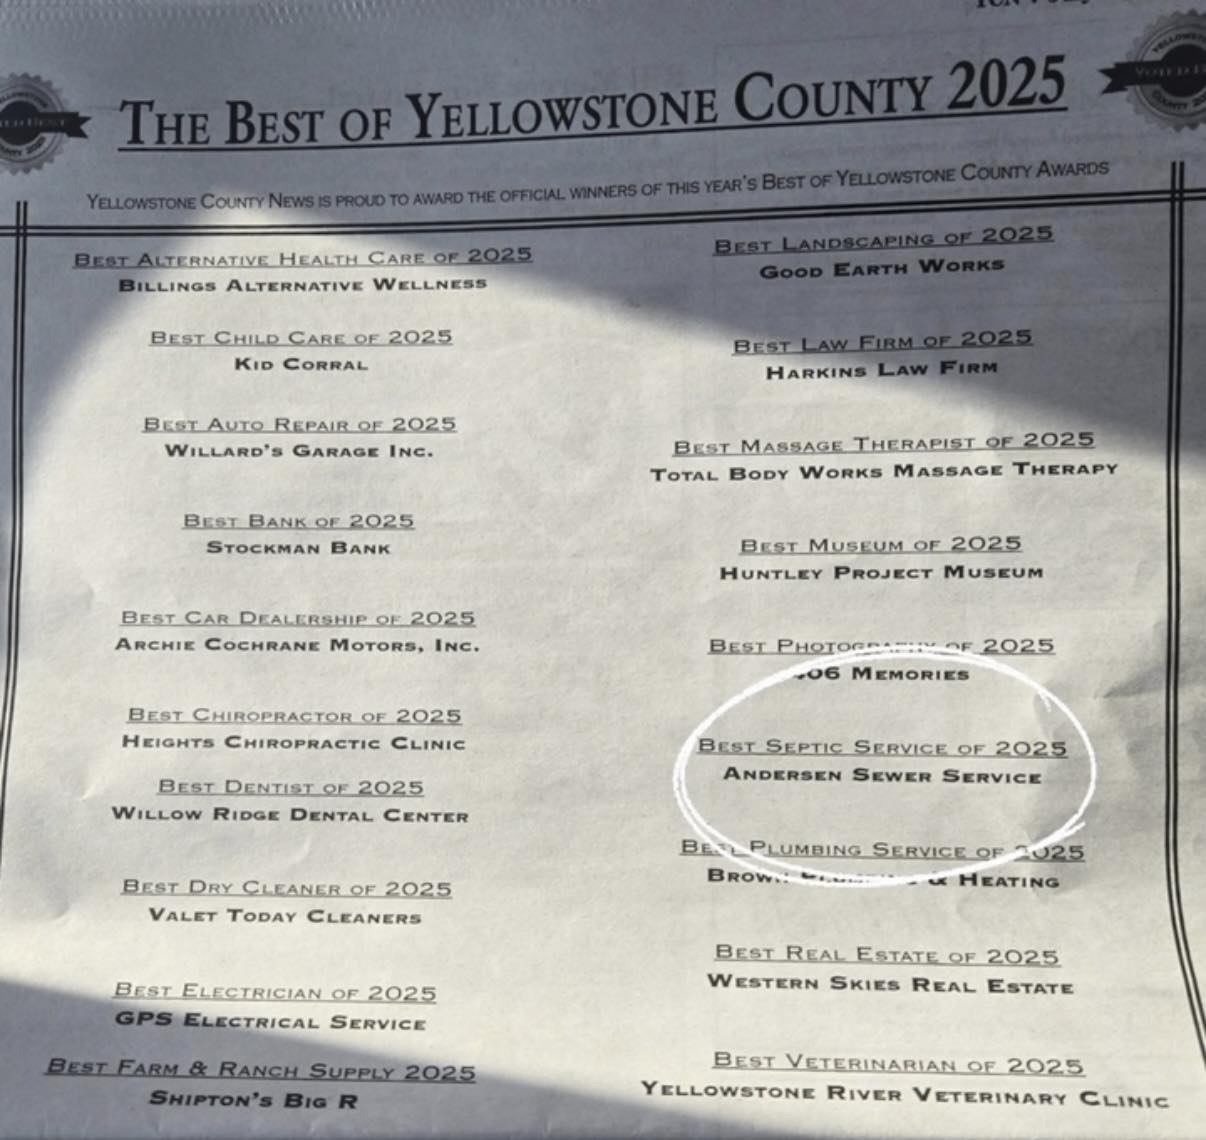 THE BEST OF YELLOWSTONE COUNTY 2025
YELLOWSTONE COUNTY NEWS IS PROUD TO AWARD THE OFFICIAL WINNERS OF THIS YEAR'S BEST OF YELLOWSTONE COUNTY AWARDS
BEST ALTERNATIVE HEALTH CARE OF 2025
BILLINGS ALTERNATIVE WELLNESS
BEST CHILD CARE OF 2025
KID CORRAL
BEST AUTO REPAIR OF 2025
WILLARD'S GARAGE INC.
BEST BANK OF 2025
STOCKMAN BANK
BEST CAR DEALERSHIP OF 2025
ARCHIE COCHRANE MOTORS, INC.
BEST CHIROPRACTOR OF 2025
HEIGHTS CHIROPRACTIC CLINIC
BEST DENTIST OF 2025
WILLOW RIDGE DENTAL CENTER
BEST DRY CLEANER OF 2025
VALET TODAY CLEANERS
BEST ELECTRICIAN OF 2025
GPS ELECTRICAL SERVICE
BEST FARM & RANCH SUPPLY 2025
SHIPTON'S BIG R
BEST LANDSCAPING OF 2025
GOOD EARTH WORKS
BEST LAW FIRM OF 2025
HARKINS LAW FIRM
BEST MASSAGE THERAPIST OF 2025
TOTAL BODY WORKS MASSAGE THERAPY
BEST MUSEUM OF 2025
HUNTLEY PROJECT MUSEUM
BEST PHOTOGRAPHY OF 2025
406 MEMORIES
BEST SEPTIC SERVICE OF 2025
ANDERSEN SEWER SERVICE
BEST PLUMBING SERVICE OF 2025
BROWN PLUMBING & HEATING
BEST REAL ESTATE OF 2025
WESTERN SKIES REAL ESTATE
BEST VETERINARIAN OF 2025
YELLOWSTONE RIVER VETERINARY CLINIC